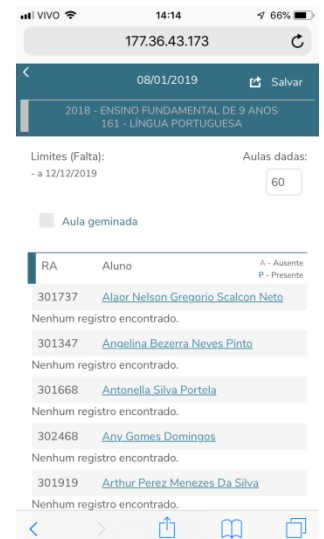 VIVO 14:14 66%
177.36.43.173
08/01/2019 Salvar
2018 - ENSINO FUNDAMENTAL DE 9 ANOS
161 - LÍNGUA PORTUGUESA
Limites (Falta): Aulas dadas:
- a 12/12/2019
60
Aula geminada
RA Aluno A - Ausente
P - Presente
301737 Alaor Nelson Gregorio Scalcon Neto
Nenhum registro encontrado.
301347 Angelina Bezerra Neves Pinto
Nenhum registro encontrado.
301668 Antonella Silva Portela
Nenhum registro encontrado.
302468 Any Gomes Domingos
Nenhum registro encontrado.
301919 Arthur Perez Menezes Da Silva
Nenhum registro encontrado.